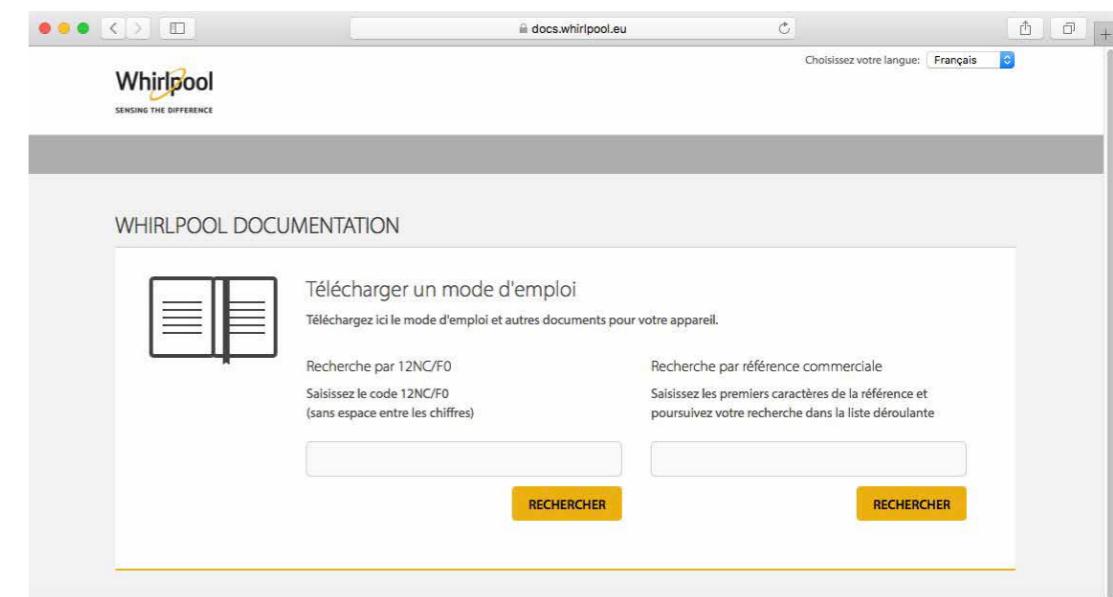 docs.whirlpool.eu
Choisissez votre langue: Français
Whirlpool
SENSING THE DIFFERENCE
WHIRLPOOL DOCUMENTATION
Télécharger un mode d'emploi
Téléchargez ici le mode d'emploi et autres documents pour votre appareil.
Recherche par 12NC/F0
Saisissez le code 12NC/F0
(sans espace entre les chiffres)
RECHERCHER
Recherche par référence commerciale
Saisissez les premiers caractères de la référence et
poursuivez votre recherche dans la liste déroulante
RECHERCHER